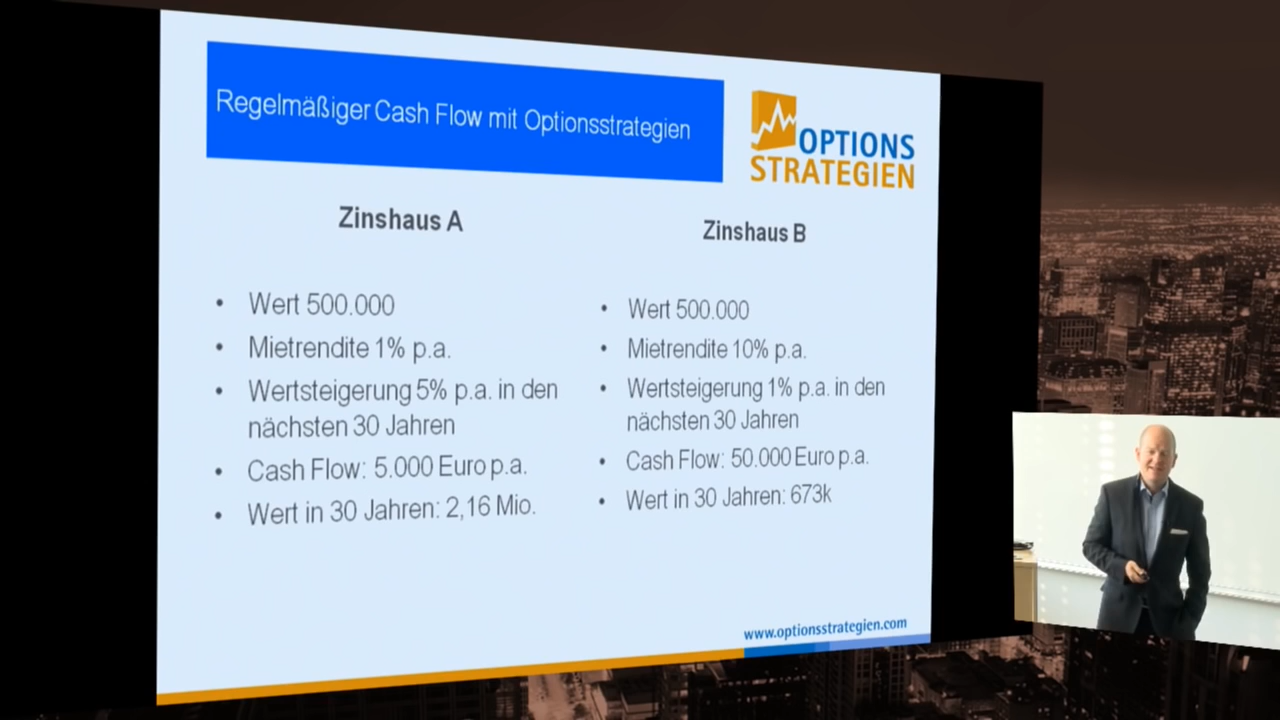 Regelmäßiger Cash Flow mit Optionsstrategien
OPTIONS
STRATEGIEN
Zinshaus A
• Wert 500.000
• Mietrendite 1% p.a.
• Wertsteigerung 5% p.a. in den
nächsten 30 Jahren
• Cash Flow: 5.000 Euro p.a.
• Wert in 30 Jahren: 2,16 Mio.
Zinshaus B
• Wert 500.000
• Mietrendite 10% p.a.
• Wertsteigerung 1% p.a. in den
nächsten 30 Jahren
• Cash Flow: 50.000 Euro p.a.
• Wert in 30 Jahren: 673k
www.optionsstrategien.com